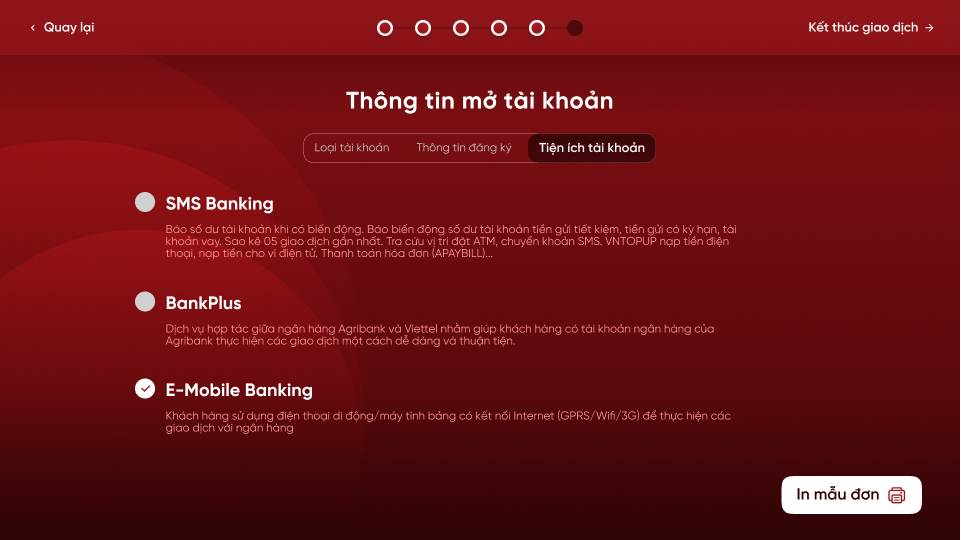 Quay lại
Kết thúc giao dịch
Thông tin mở tài khoản
Loại tài khoản
Thông tin đăng ký
Tiện ích tài khoản
SMS Banking
Báo số dư tài khoản khi có biến động. Báo biến động số dư tài khoản tiền gửi tiết kiệm, tiền gửi có kỳ hạn, tài
khoản vay. Sao kê 05 giao dịch gần nhất. Tra cứu vị trí đặt ATM, chuyển khoản SMS. VNTOPUP nạp tiền điện
thoại, nạp tiền cho ví điện tử. Thanh toán hóa đơn (APAYBILL)...
BankPlus
Dịch vụ hợp tác giữa ngân hàng Agribank và Viettel nhằm giúp khách hàng có tài khoản ngân hàng của
Agribank thực hiện các giao dịch một cách dễ dàng và thuận tiện.
E-Mobile Banking
Khách hàng sử dụng điện thoại di động/máy tính bảng có kết nối Internet (GPRS/Wifi/3G) để thực hiện các
giao dịch với ngân hàng
In mẫu đơn